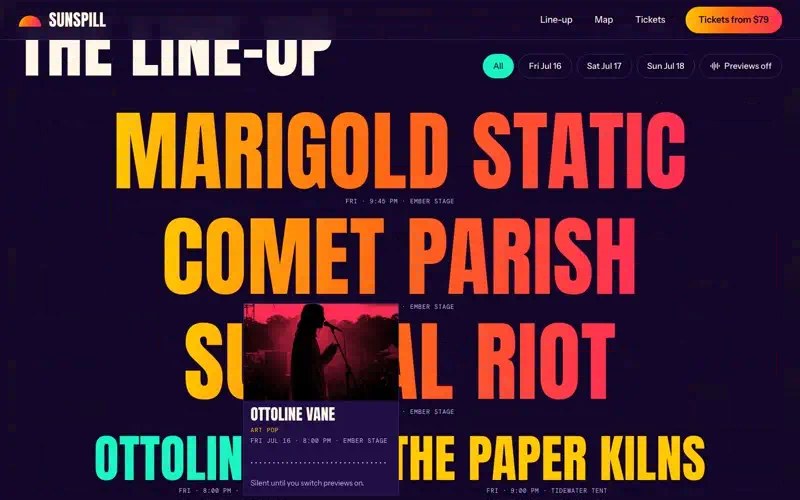 SUNSPILL
Line-up
Map
Tickets
Tickets from $79
THE LINE-UP
All
Fri Jul 16
Sat Jul 17
Sun Jul 18
Previews off
MARIGOLD STATIC
FRI · 9:45 PM · EMBER STAGE
COMET PARISH
· EMBER STAGE
SU AL RIOT
· EMBER STAGE
OTTOLINE VANE
ART POP
FRI JUL 16 · 8:00 PM · EMBER STAGE
Silent until you switch previews on.
OTTOLIN THE PAPER KILNS
FRI · 8:00 PM ·
FRI · 9:00 PM · TIDEWATER TENT